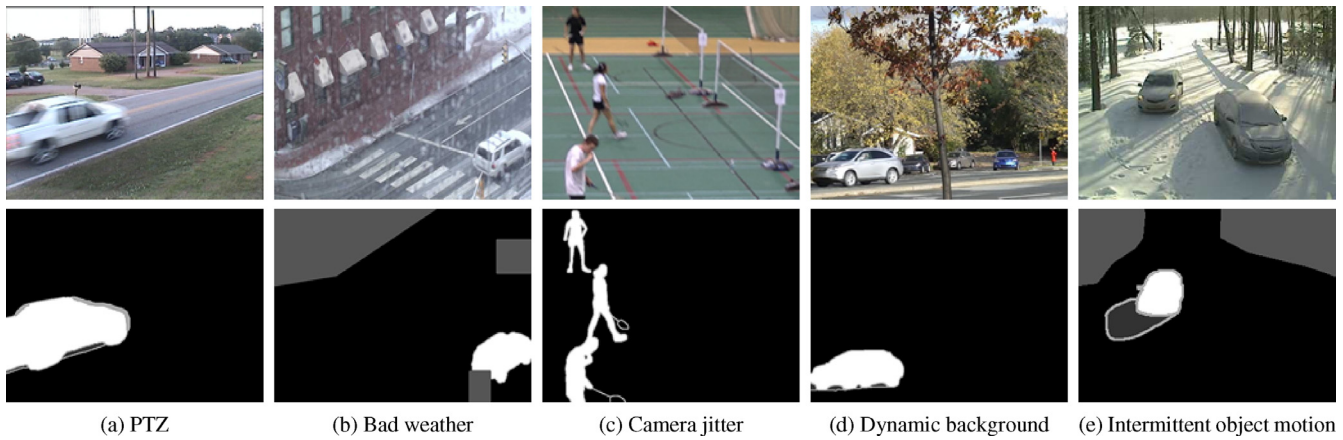 (a) PTZ
(b) Bad weather
(c) Camera jitter
(d) Dynamic background
(e) Intermittent object motion